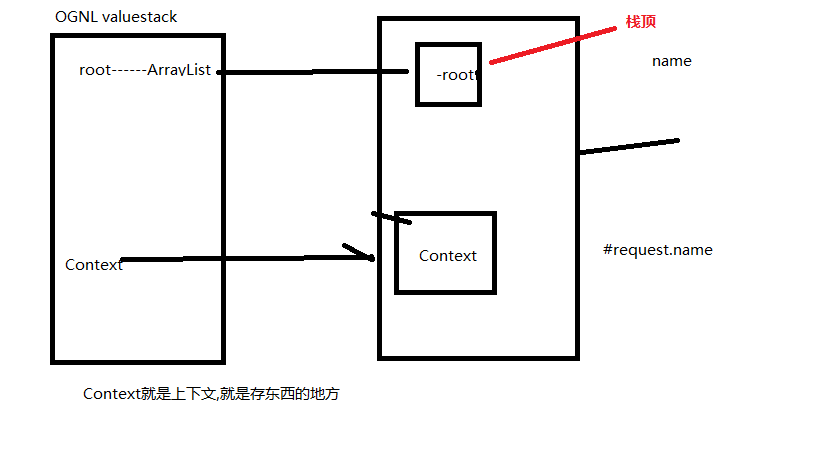 OGNL valuestack
栈顶
root------ArrayList
-root
name
Context
Context
#request.name
Context就是上下文,就是存东西的地方